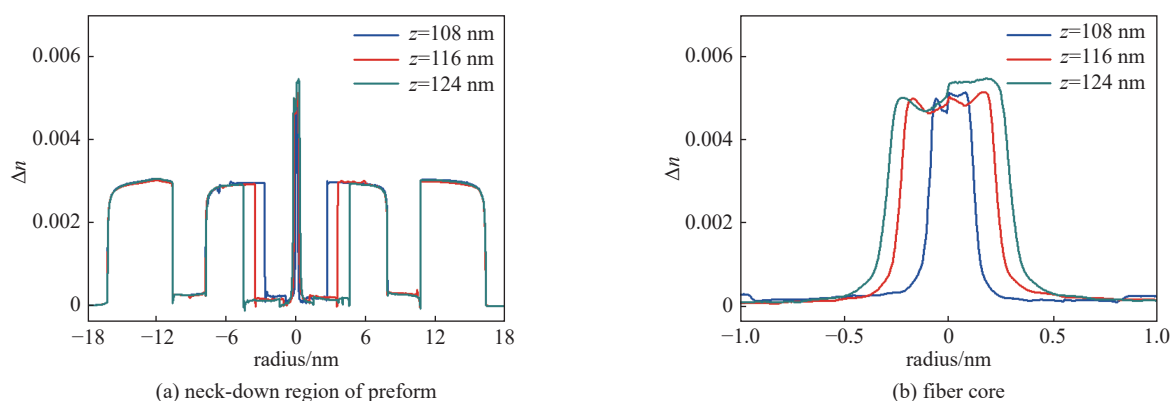 z=108 nm
z=116 nm
z=124 nm
0.006
0.004
0.002
0
Δn
−18
−12
−6
0
6
12
18
radius/nm
(a) neck-down region of preform
z=108 nm
z=116 nm
z=124 nm
0.006
0.004
0.002
0
Δn
−1.0
−0.5
0
0.5
1.0
radius/nm
(b) fiber core